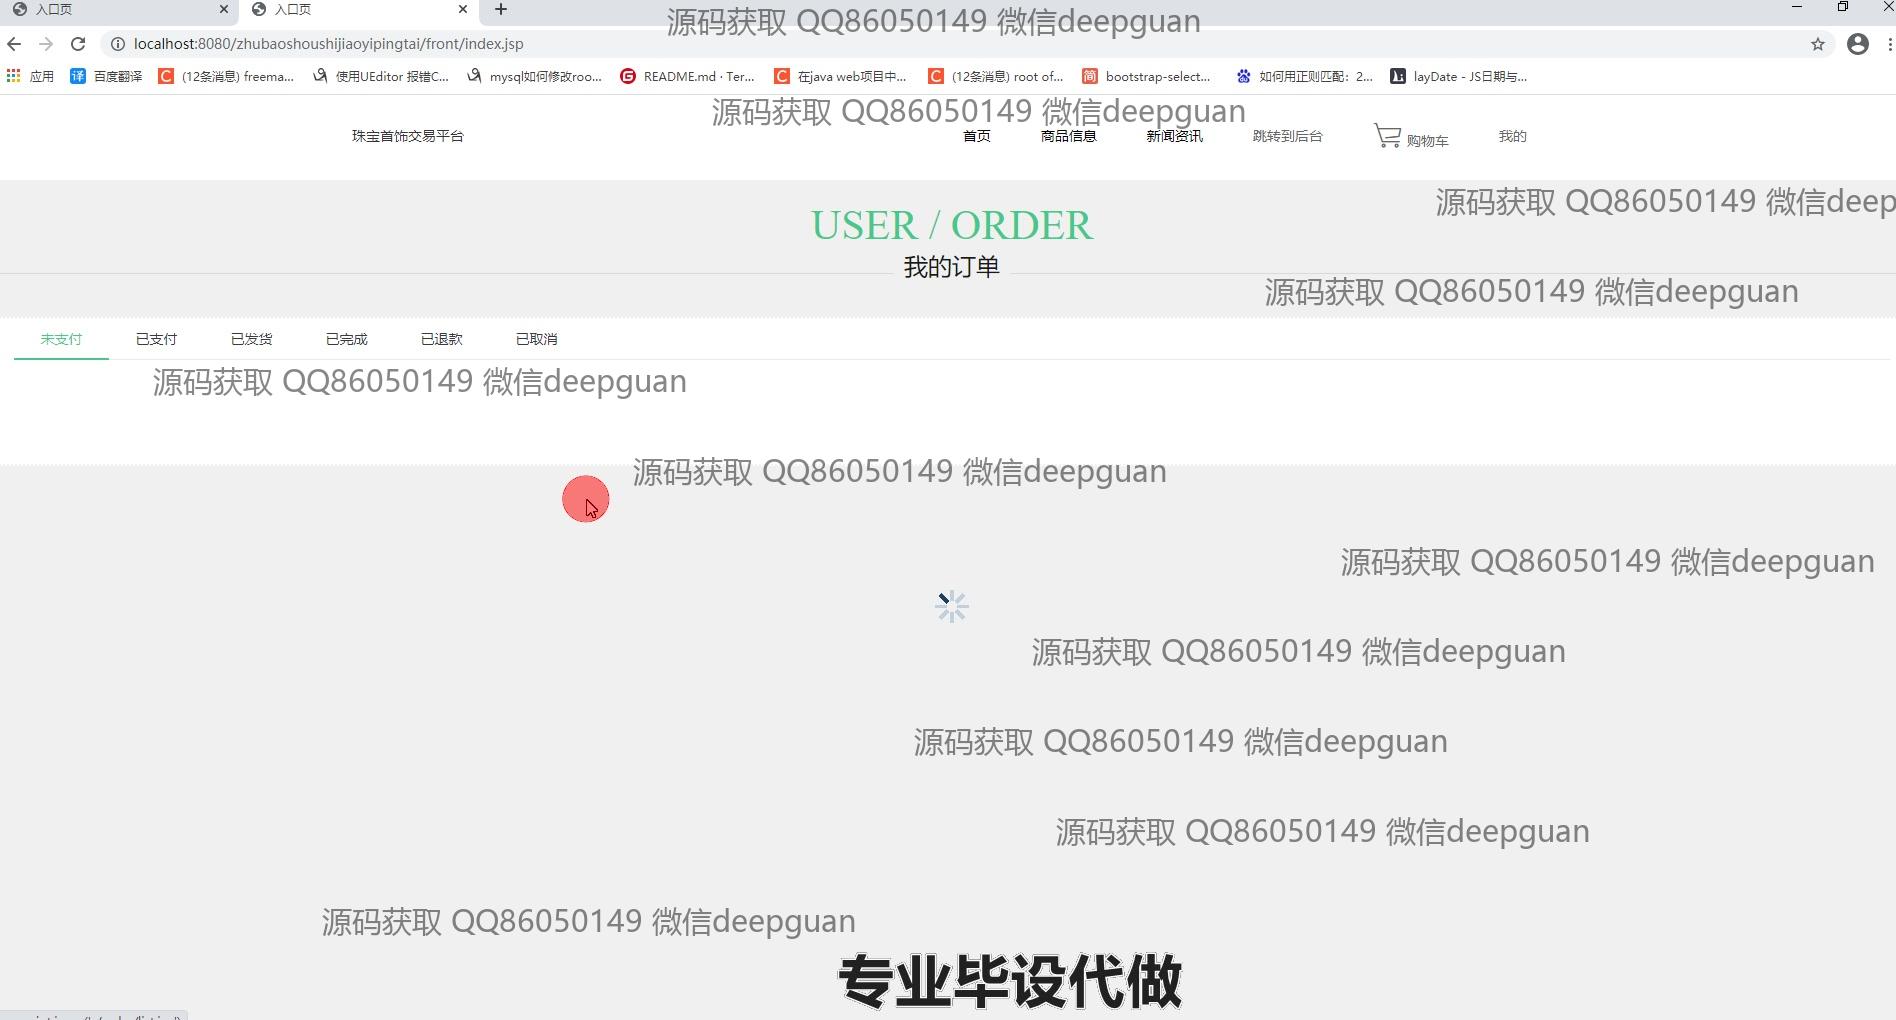 入口页
入口页
源码获取 QQ86050149 微信deepguan
localhost:8080/zhubaoshoushijiaoyipingtai/front/index.jsp
应用 百度翻译 (12条消息) freema... 使用UEditor 报错C... mysql如何修改roo... README.md · Ter... 在java web项目中... (12条消息) root of... bootstrap-select... 如何用正则匹配：2... layDate - JS日期与...
源码获取 QQ86050149 微信deepguan
珠宝首饰交易平台 首页 商品信息 新闻资讯 跳转到后台 购物车 我的
源码获取 QQ86050149 微信deep
USER / ORDER
我的订单
源码获取 QQ86050149 微信deepguan
未支付 已支付 已发货 已完成 已退款 已取消
源码获取 QQ86050149 微信deepguan
源码获取 QQ86050149 微信deepguan
源码获取 QQ86050149 微信deepguan
源码获取 QQ86050149 微信deepguan
源码获取 QQ86050149 微信deepguan
源码获取 QQ86050149 微信deepguan
源码获取 QQ86050149 微信deepguan
专业毕设代做